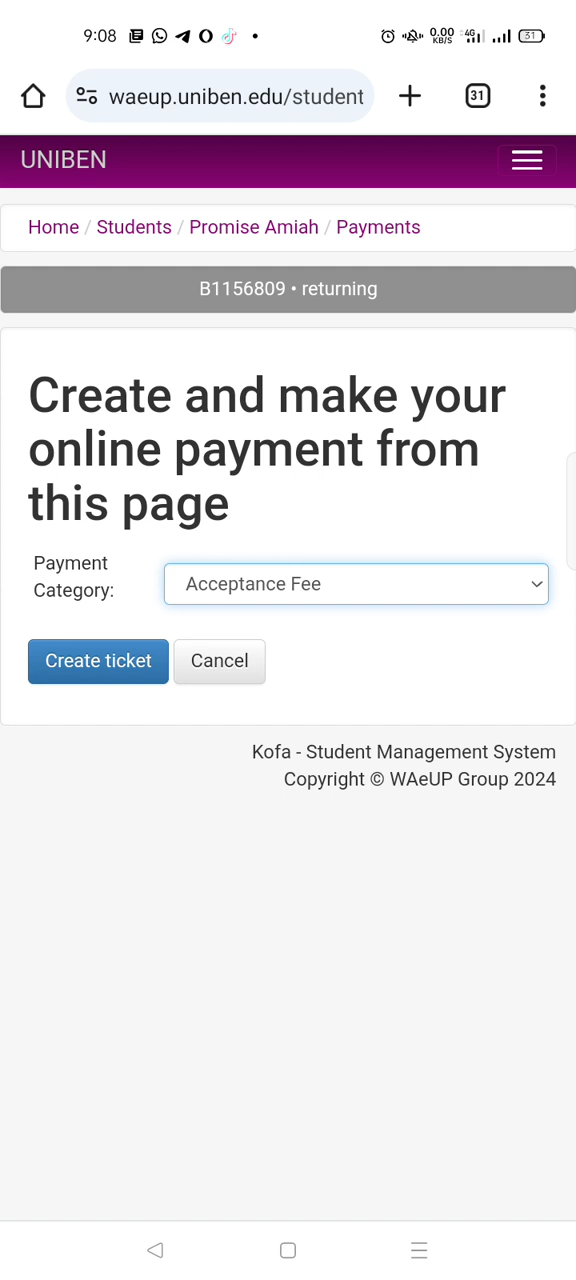 9:08
0.00 KB/S
4G
31
waeup.uniben.edu/student
31
UNIBEN
Home / Students / Promise Amiah / Payments
B1156809 • returning
Create and make your
online payment from
this page
Payment
Category:
Acceptance Fee
Create ticket
Cancel
Kofa - Student Management System
Copyright © WAeUP Group 2024